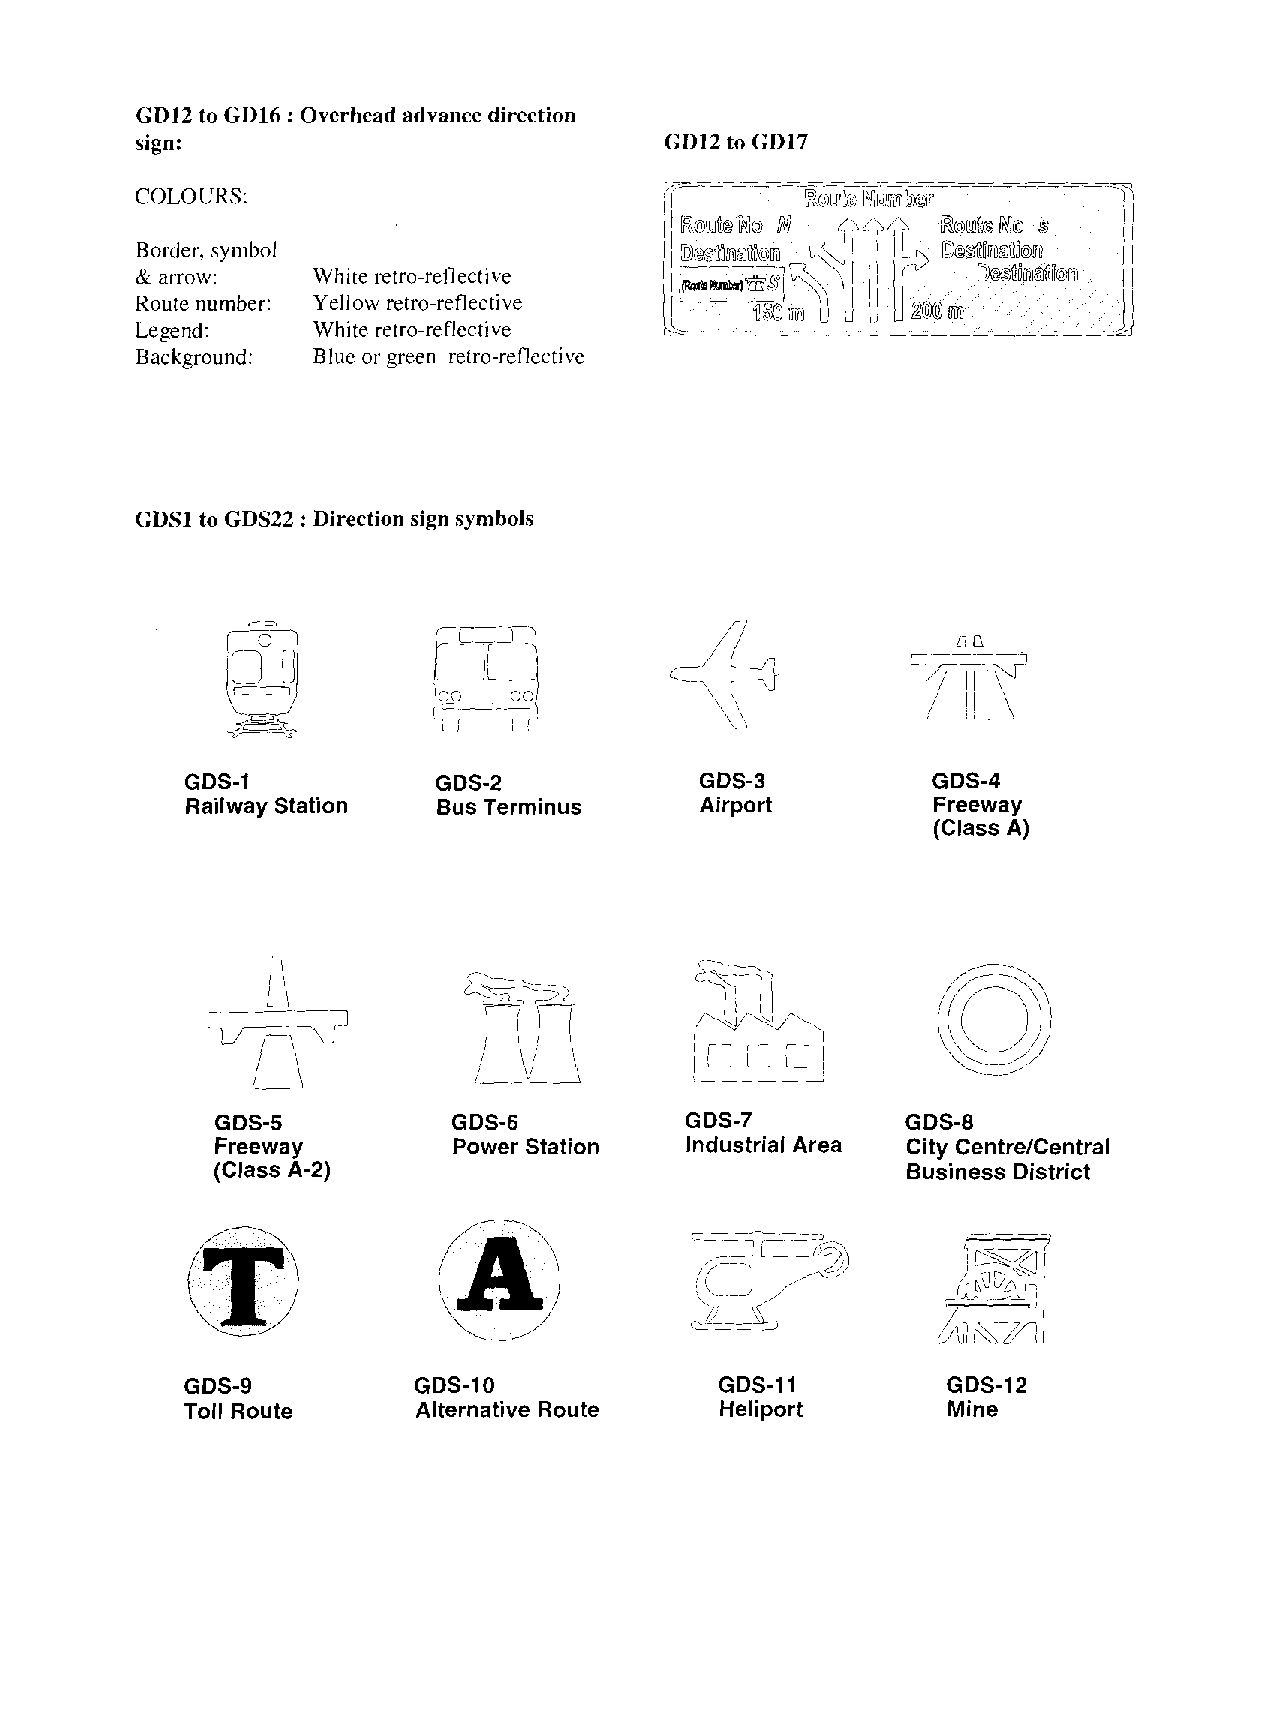 GD12 to GD16 : Overhead advance direction
sign:
GD12 to GD17
COLOURS:
Border, symbol
& arrow: White retro-reflective
Route number: Yellow retro-reflective
Legend: White retro-reflective
Background: Blue or green retro-reflective
Route Number
Route No N
Destination
(Route Number) S
150 m
Route No s
Destination
Destination
200 m
GDS1 to GDS22 : Direction sign symbols
GDS-1
Railway Station
GDS-2
Bus Terminus
GDS-3
Airport
GDS-4
Freeway
(Class A)
GDS-5
Freeway
(Class A-2)
GDS-6
Power Station
GDS-7
Industrial Area
GDS-8
City Centre/Central
Business District
T
A
GDS-9
Toll Route
GDS-10
Alternative Route
GDS-11
Heliport
GDS-12
Mine